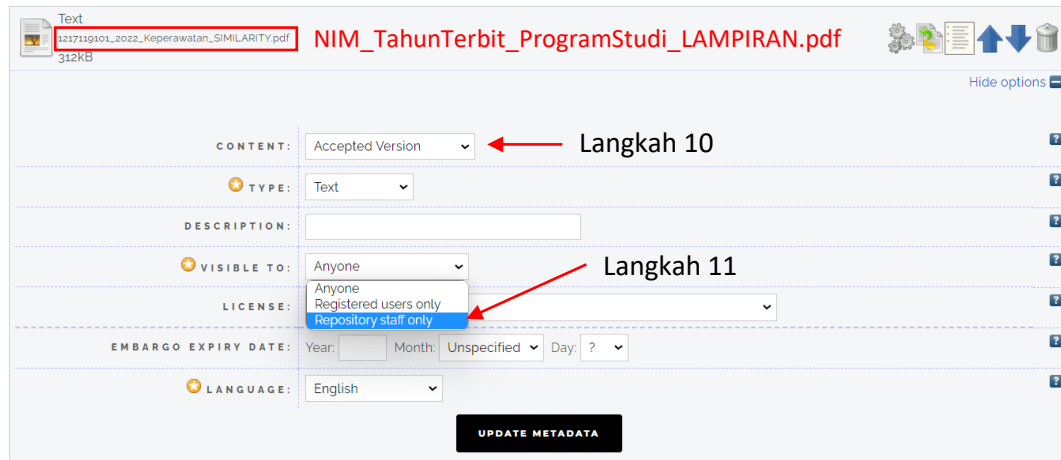 Text
1217119101_2022_Keperawatan_SIMILARITY.pdf
312kB
NIM_TahunTerbit_ProgramStudi_LAMPIRAN.pdf
Hide options
CONTENT: Accepted Version
Langkah 10
TYPE: Text
DESCRIPTION:
VISIBLE TO: Anyone
Langkah 11
Anyone
Registered users only
Repository staff only
LICENSE:
EMBARGO EXPIRY DATE: Year: Month: Unspecified Day: ?
LANGUAGE: English
UPDATE METADATA